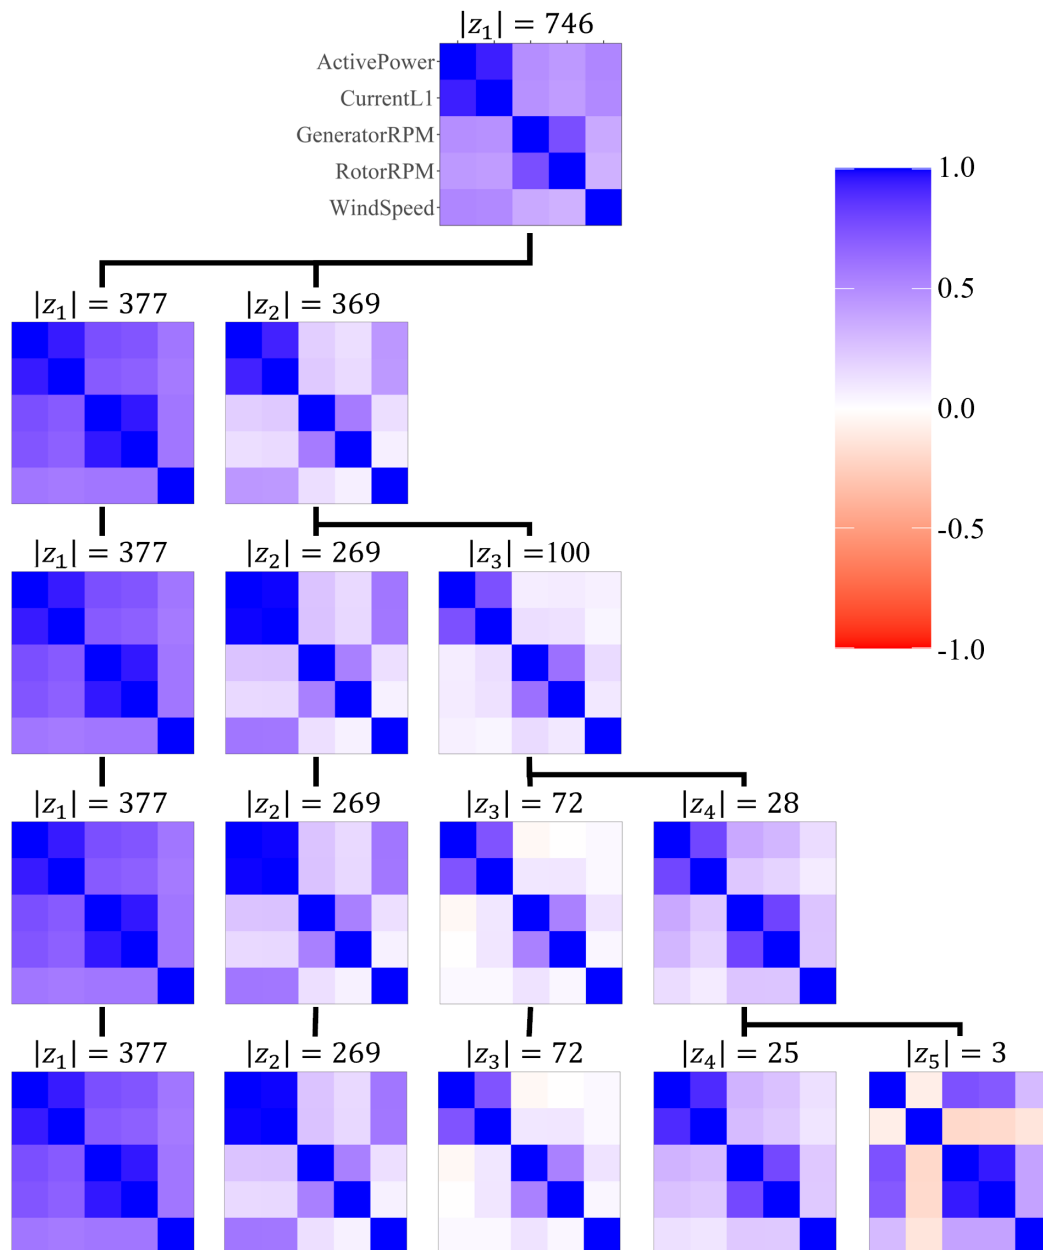 |z₁| = 746
ActivePower
CurrentL1
GeneratorRPM
RotorRPM
WindSpeed
1.0
0.5
0.0
-0.5
-1.0
|z₁| = 377 |z₂| = 369
|z₁| = 377 |z₂| = 269 |z₃| =100
|z₁| = 377 |z₂| = 269 |z₃| = 72 |z₄| = 28
|z₁| = 377 |z₂| = 269 |z₃| = 72 |z₄| = 25 |z₅| = 3